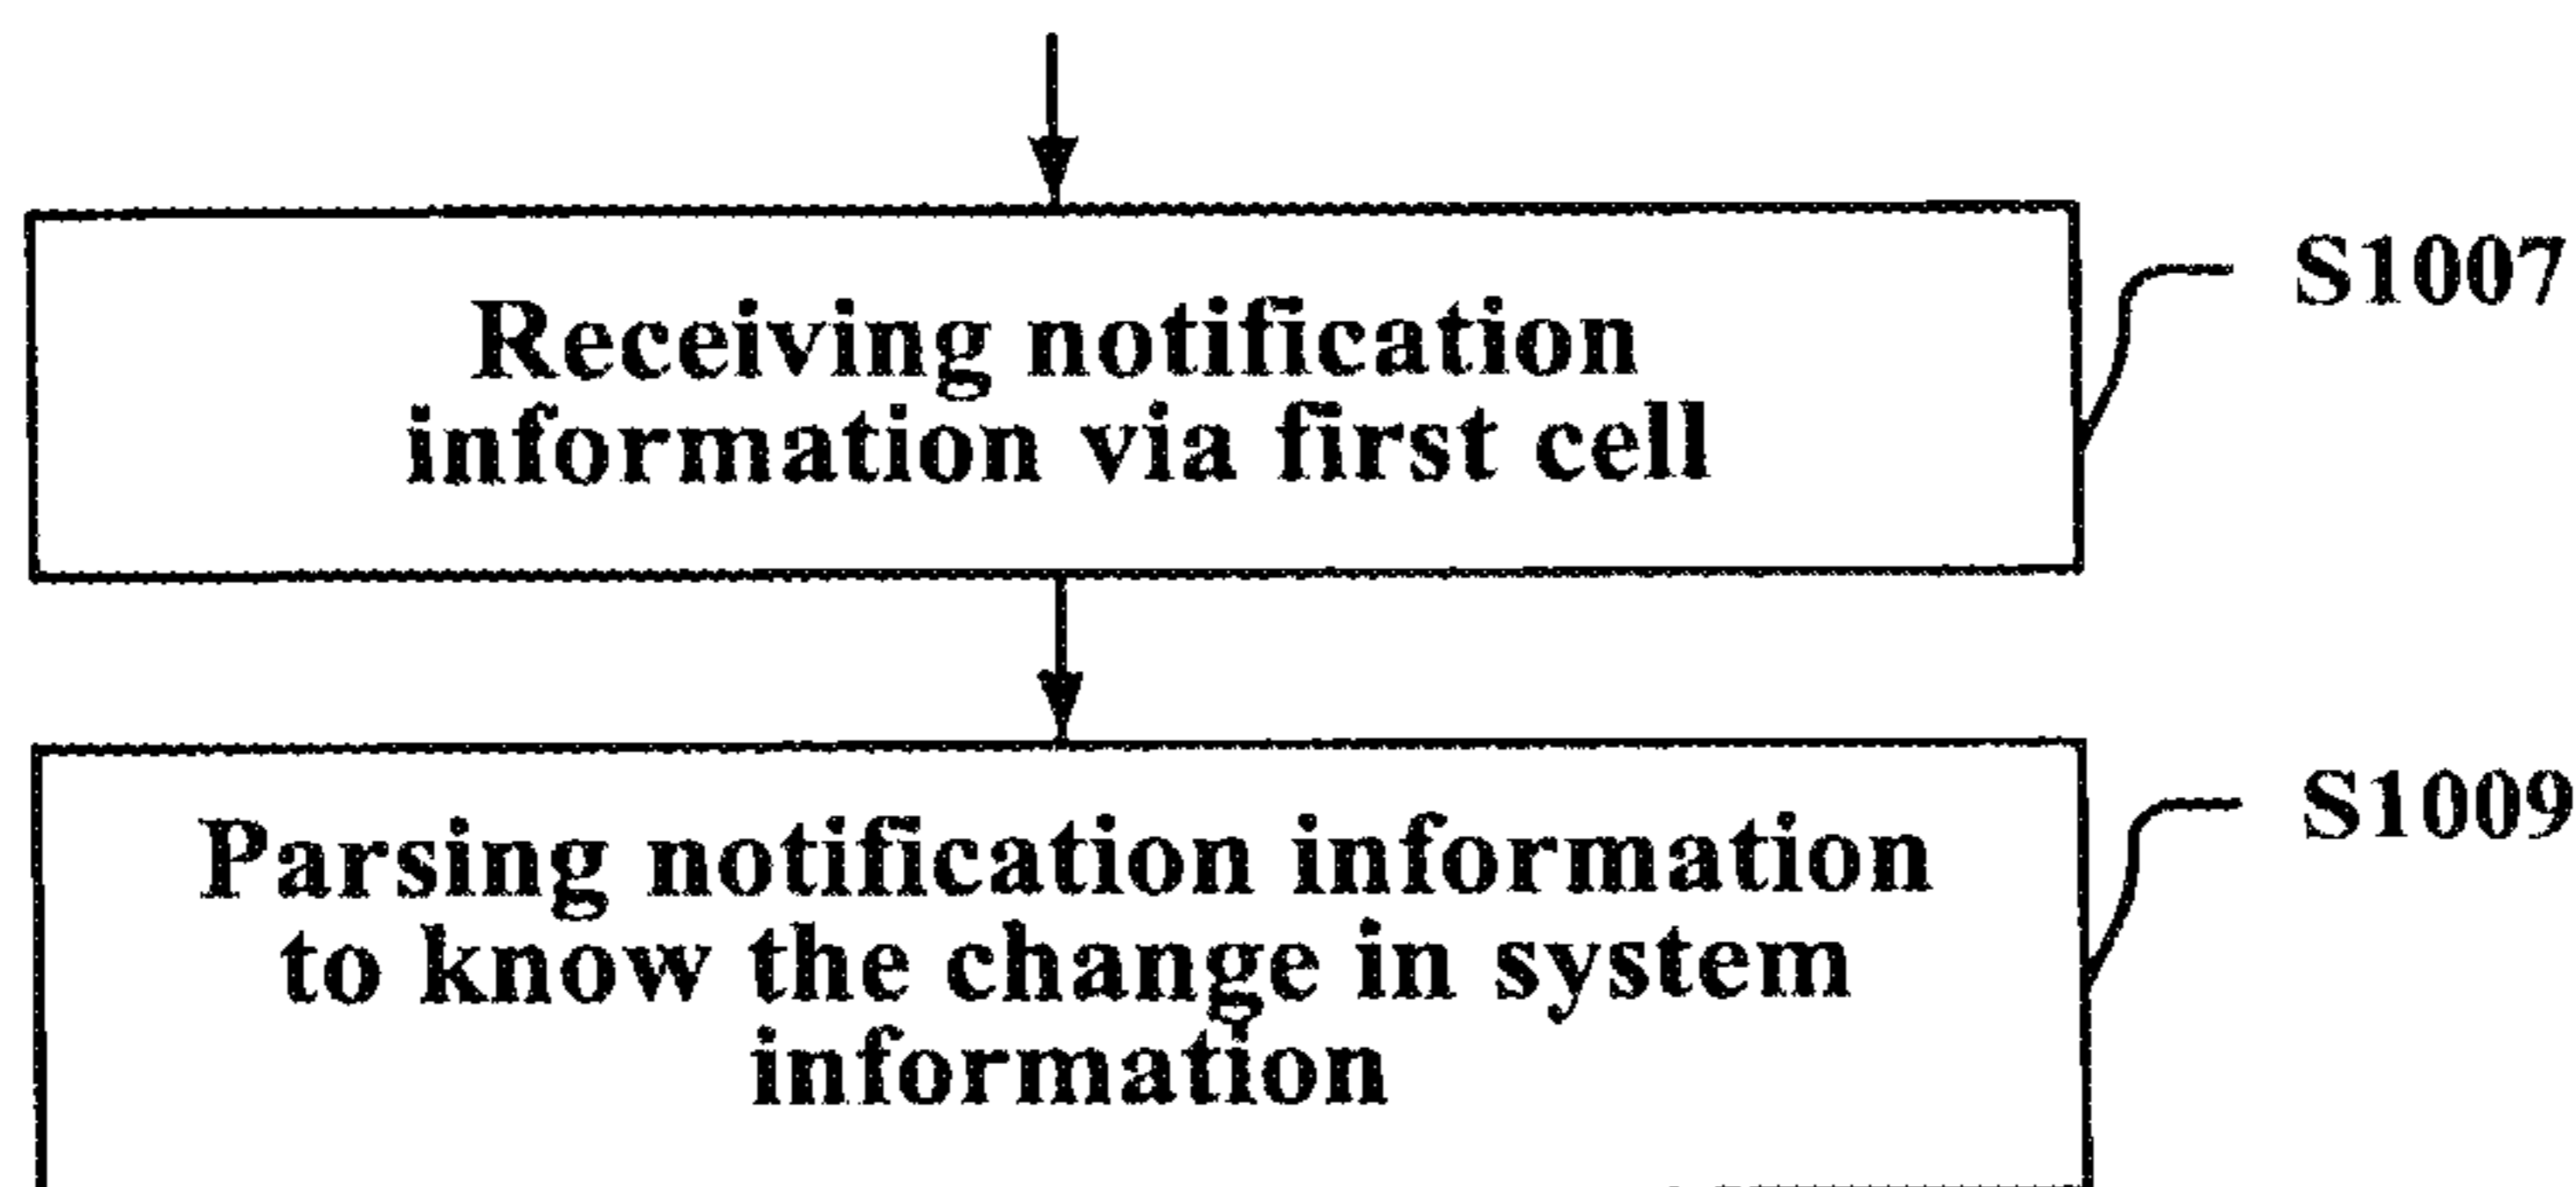 Receiving notification
information via first cell
S1007
Parsing notification information
to know the change in system
information
S1009